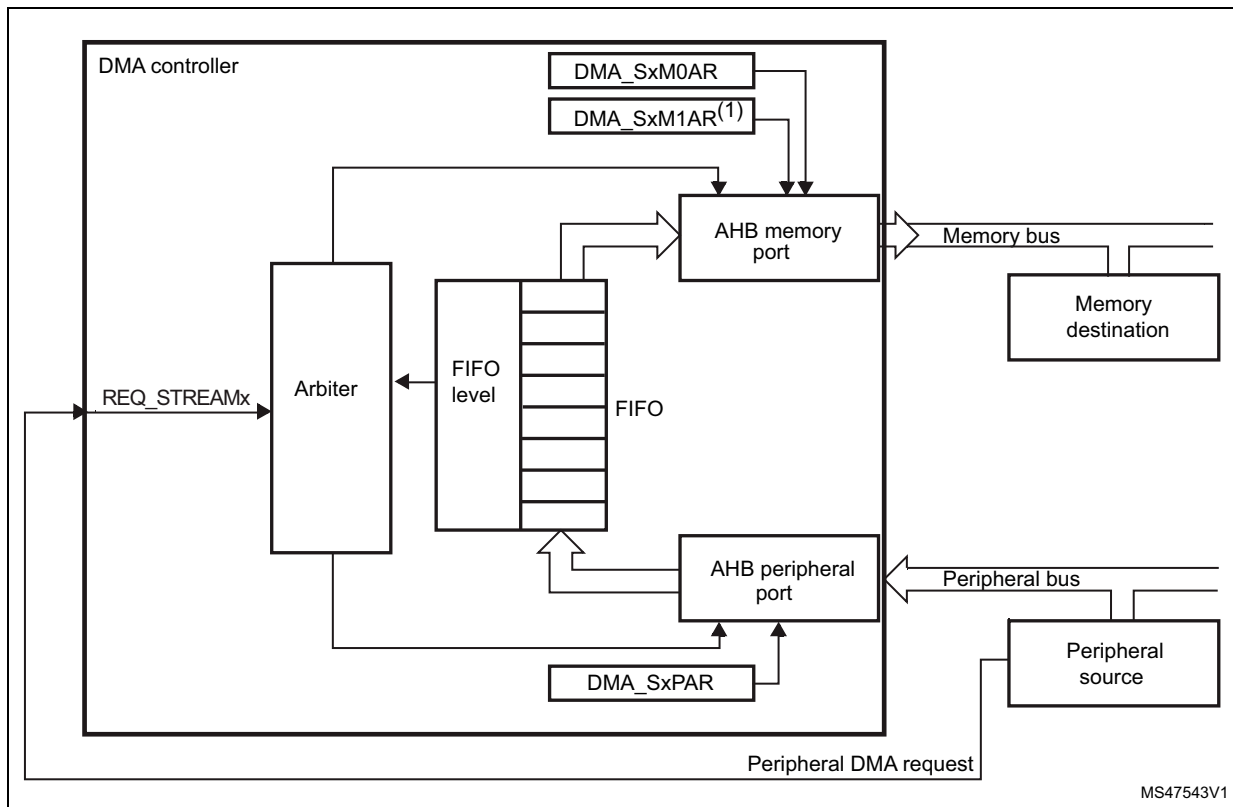 DMA controller
DMA_SxM0AR
DMA_SxM1AR(1)
AHB memory
port
Memory bus
Memory
destination
REQ_STREAMx
Arbiter
FIFO
level
FIFO
AHB peripheral
port
Peripheral bus
Peripheral
source
DMA_SxPAR
Peripheral DMA request
MS47543V1